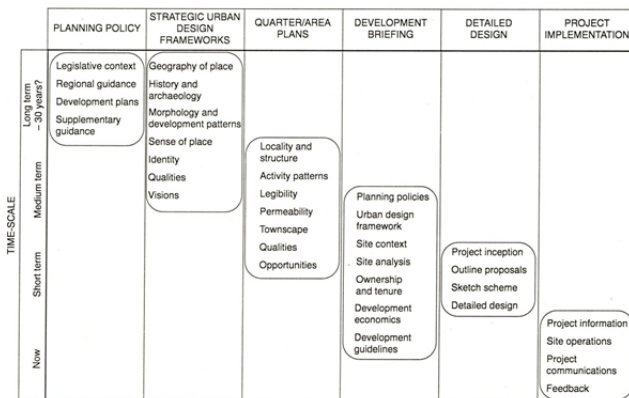 PLANNING POLICY
STRATEGIC URBAN
DESIGN
FRAMEWORKS
QUARTER/AREA
PLANS
DEVELOPMENT
BRIEFING
DETAILED
DESIGN
PROJECT
IMPLEMENTATION
TIME-SCALE
Long term
– 30 years?
Medium term
Short term
Now
Legislative context
Regional guidance
Development plans
Supplementary
guidance
Geography of place
History and
archaeology
Morphology and
development patterns
Sense of place
Identity
Qualities
Visions
Locality and
structure
Activity patterns
Legibility
Permeability
Townscape
Qualities
Opportunities
Planning policies
Urban design
framework
Site context
Site analysis
Ownership
and tenure
Development
economics
Development
guidelines
Project inception
Outline proposals
Sketch scheme
Detailed design
Project information
Site operations
Project
communications
Feedback